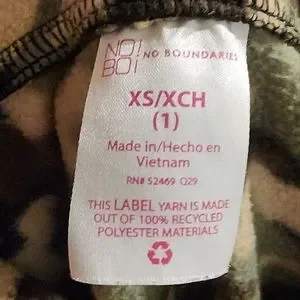 NO!
BO!
NO BOUNDARIES
XS/XCH
(1)
Made in/Hecho en
Vietnam
RN# 52469 Q29
THIS LABEL YARN IS MADE
OUT OF 100% RECYCLED
POLYESTER MATERIALS